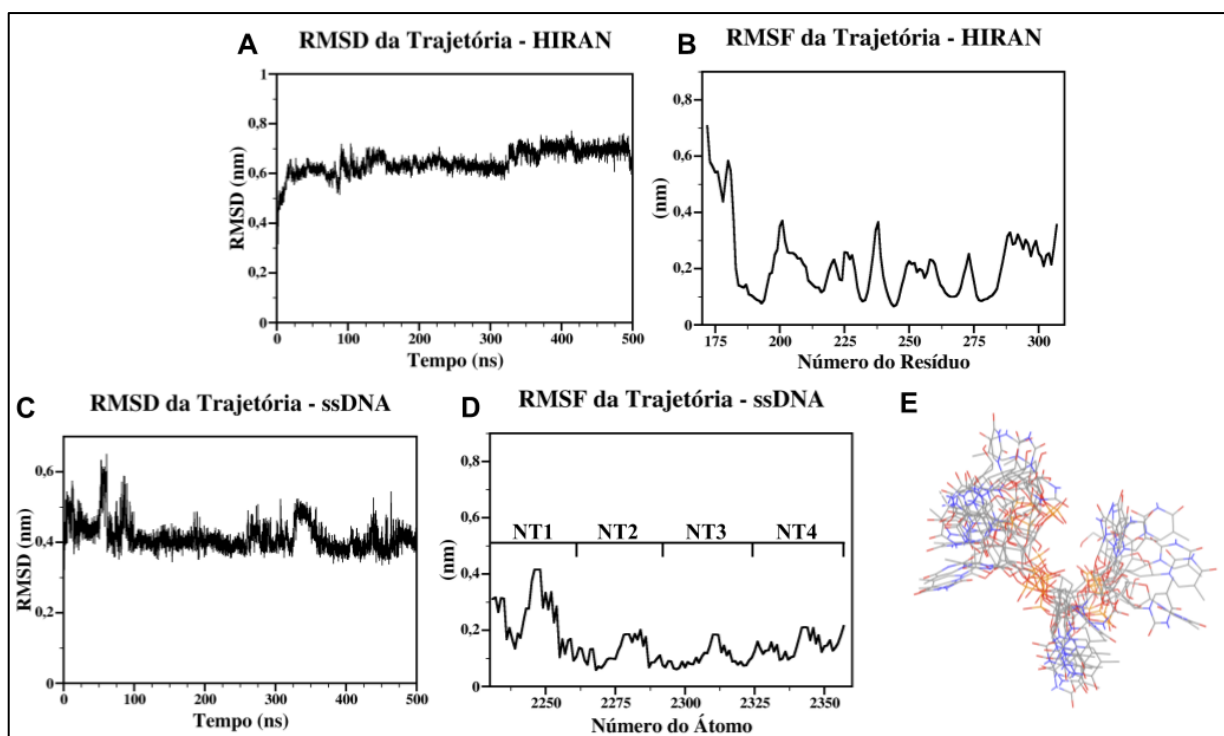 A
RMSD da Trajetória - HIRAN
RMSD (nm)
1
0,8
0,6
0,4
0,2
0
0 100 200 300 400 500
Tempo (ns)
B
RMSF da Trajetória - HIRAN
(nm)
0,8
0,6
0,4
0,2
0
175 200 225 250 275 300
Número do Resíduo
C
RMSD da Trajetória - ssDNA
RMSD (nm)
0,6
0,4
0,2
0
0 100 200 300 400 500
Tempo (ns)
D
RMSF da Trajetória - ssDNA
(nm)
0,8
0,6
0,4
0,2
0
NT1 NT2 NT3 NT4
2250 2275 2300 2325 2350
Número do Átomo
E